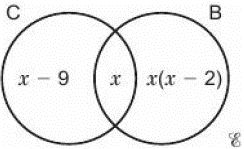 C B
x − 9 x x(x − 2)
ℰ